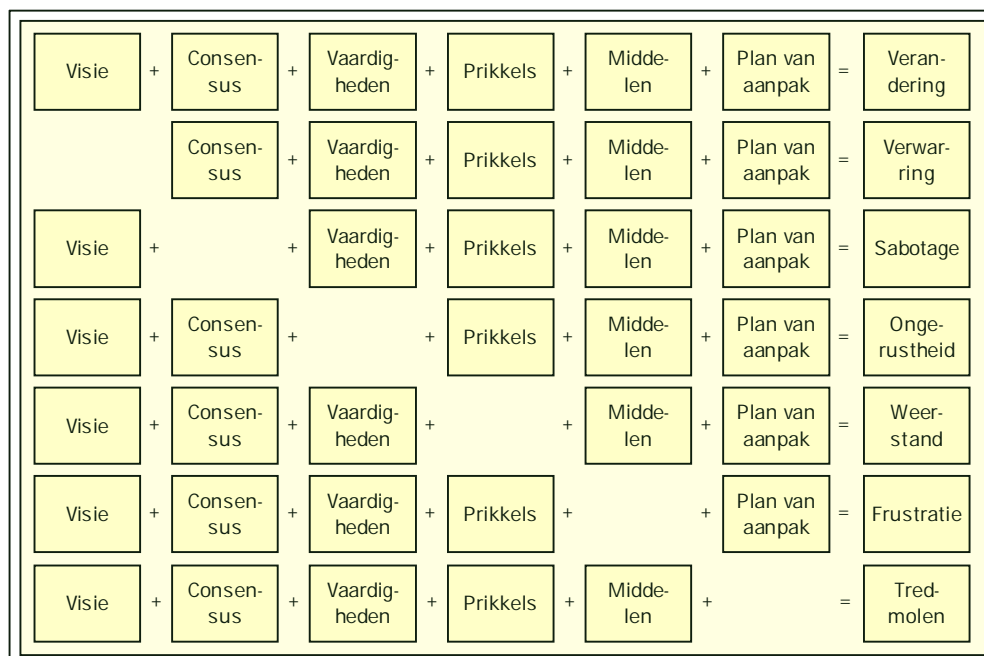 Visie + Consen- + Vaardig- + Prikkels + Midde- + Plan van = Veran-
sus heden len aanpak dering
Consen- + Vaardig- + Prikkels + Midde- + Plan van = Verwar-
sus heden len aanpak ring
Visie + + Vaardig- + Prikkels + Midde- + Plan van = Sabotage
heden len aanpak
Visie + Consen- + + Prikkels + Midde- + Plan van = Onge-
sus len aanpak rustheid
Visie + Consen- + Vaardig- + + Midde- + Plan van = Weer-
sus heden len aanpak stand
Visie + Consen- + Vaardig- + Prikkels + + Plan van = Frustratie
sus heden aanpak
Visie + Consen- + Vaardig- + Prikkels + Midde- + = Tred-
sus heden len molen